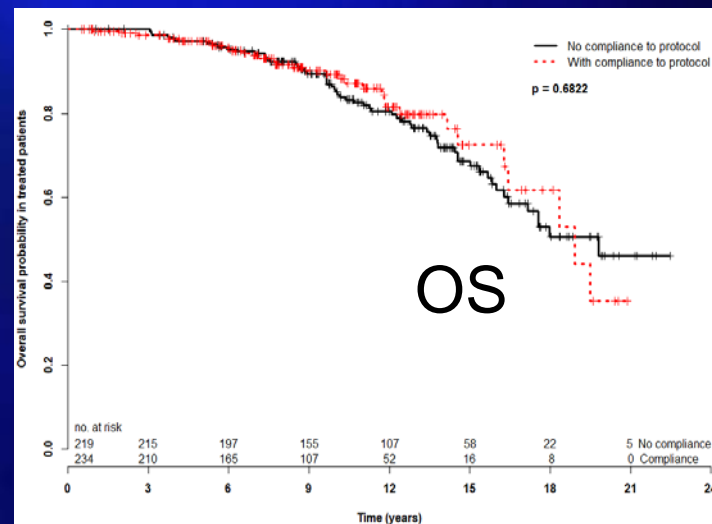 No compliance to protocol
With compliance to protocol
p = 0.6822
Overall survival probability in treated patients
1.0
0.8
0.6
0.4
0.2
0.0
OS
no. at risk
219 215 197 155 107 58 22 5 No compliance
234 210 165 107 52 16 8 0 Compliance
0 3 6 9 12 15 18 21 24
Time (years)